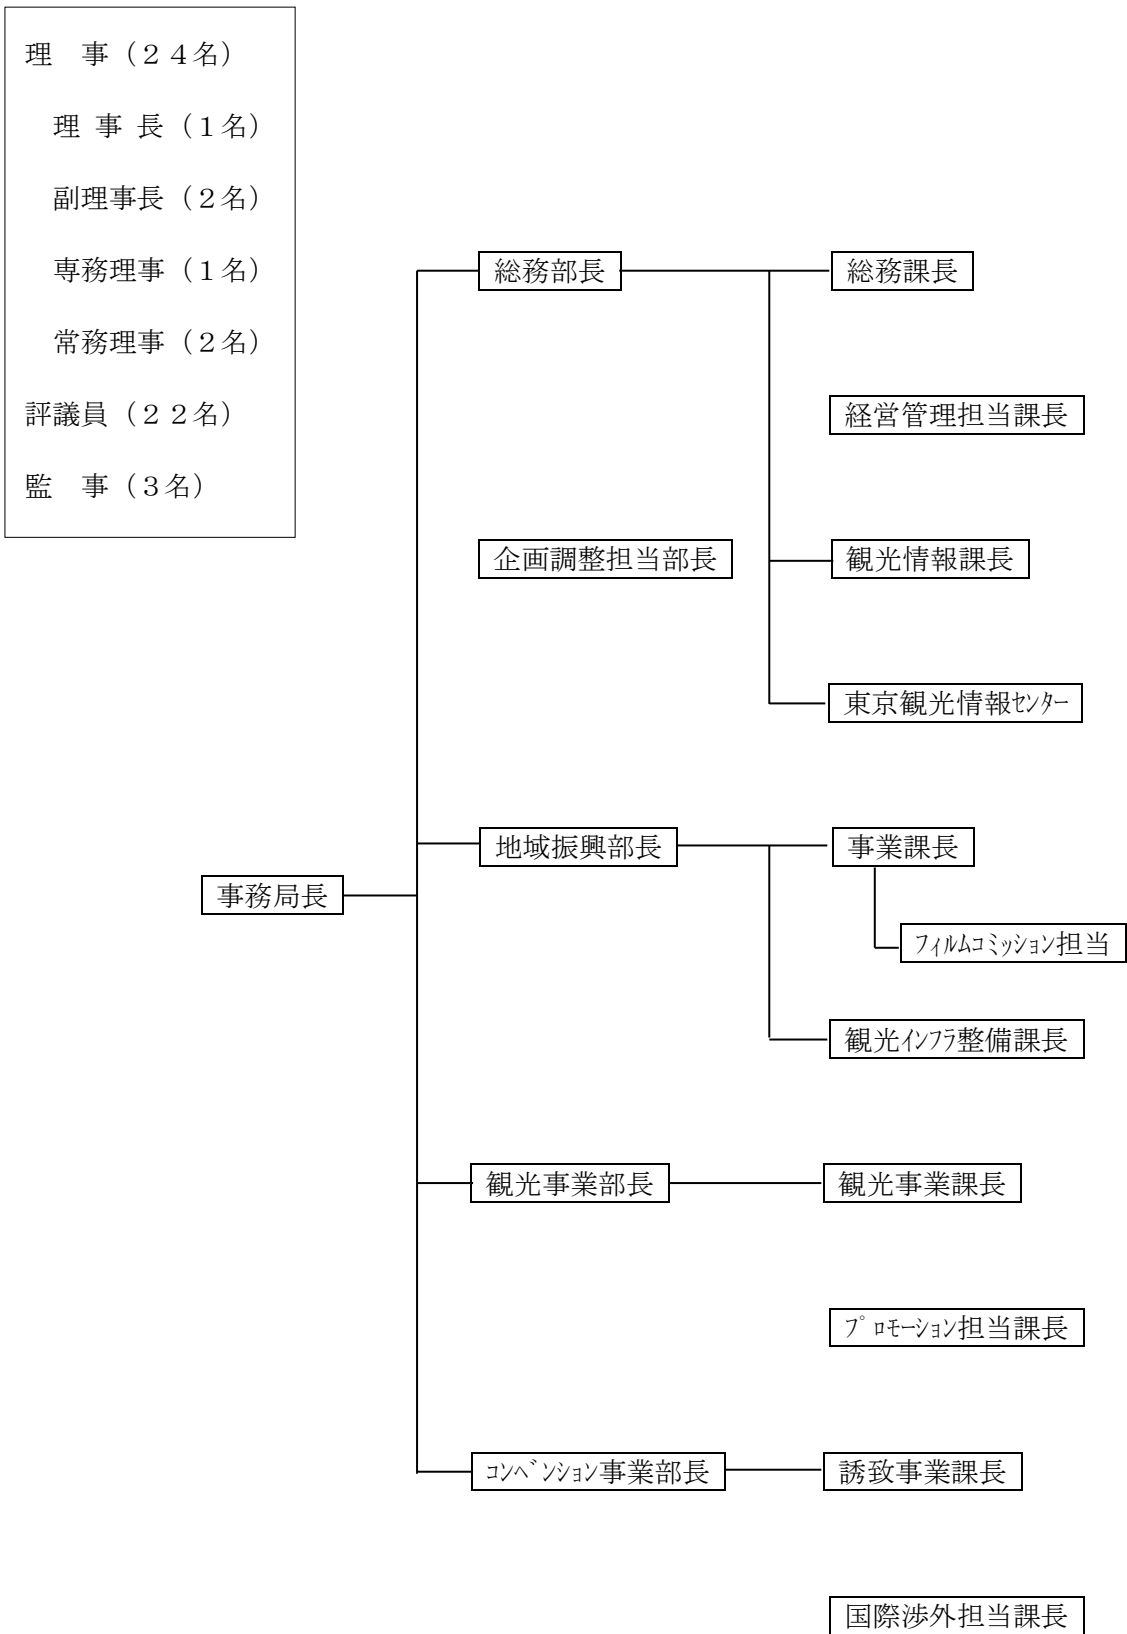 理　事（２４名）
理 事 長（１名）
副理事長（２名）
専務理事（１名）
常務理事（２名）
評議員（２２名）
監　事（３名）
総務部長
総務課長
経営管理担当課長
企画調整担当部長
観光情報課長
東京観光情報ｾﾝﾀｰ
地域振興部長
事業課長
事務局長
ﾌｨﾙﾑｺﾐｯｼｮﾝ担当
観光ｲﾝﾌﾗ整備課長
観光事業部長
観光事業課長
ﾌﾟﾛﾓｰｼｮﾝ担当課長
ｺﾝﾍﾞﾝｼｮﾝ事業部長
誘致事業課長
国際渉外担当課長